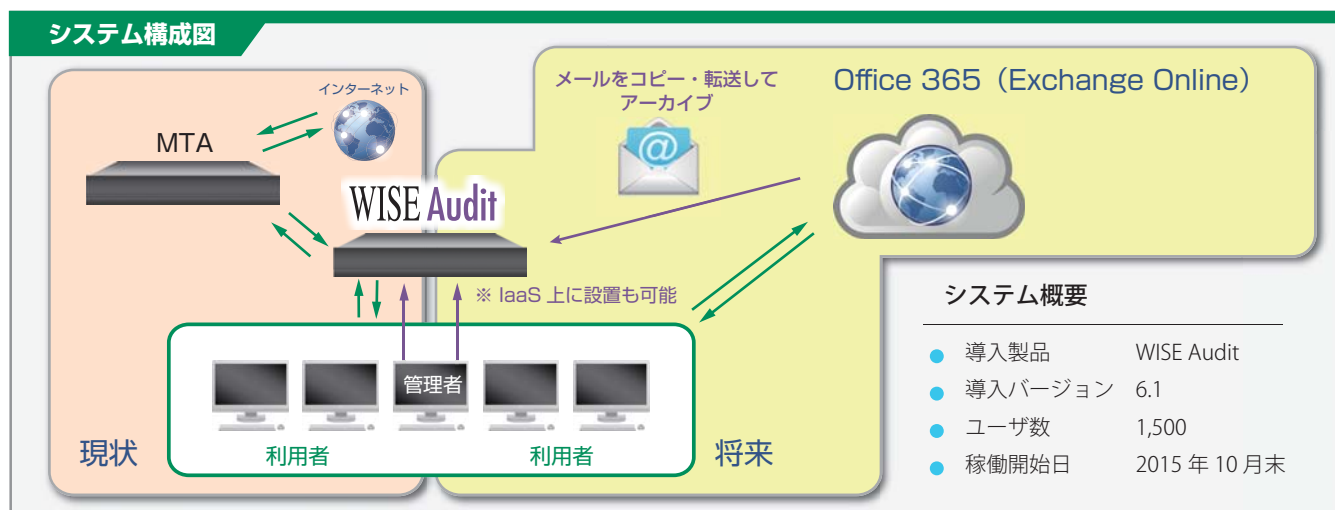 システム構成図
インターネット
MTA
WISE Audit
メールをコピー・転送して
アーカイブ
Office 365（Exchange Online）
※ IaaS 上に設置も可能
管理者
利用者
利用者
現状
将来
システム概要
導入製品 WISE Audit
導入バージョン 6.1
ユーザ数 1,500
稼働開始日 2015 年 10 月末